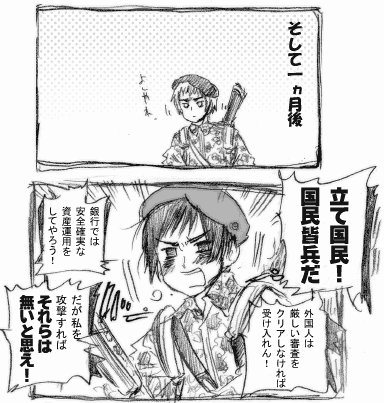 そして一ヵ月後
立て国民！
国民皆兵だ
外国人は
厳しい審査を
クリアしなければ
受け入れん！
銀行では
安全確実な
資産運用を
してやろう！
だが私を
攻撃すれば
それらは
無いと思え！